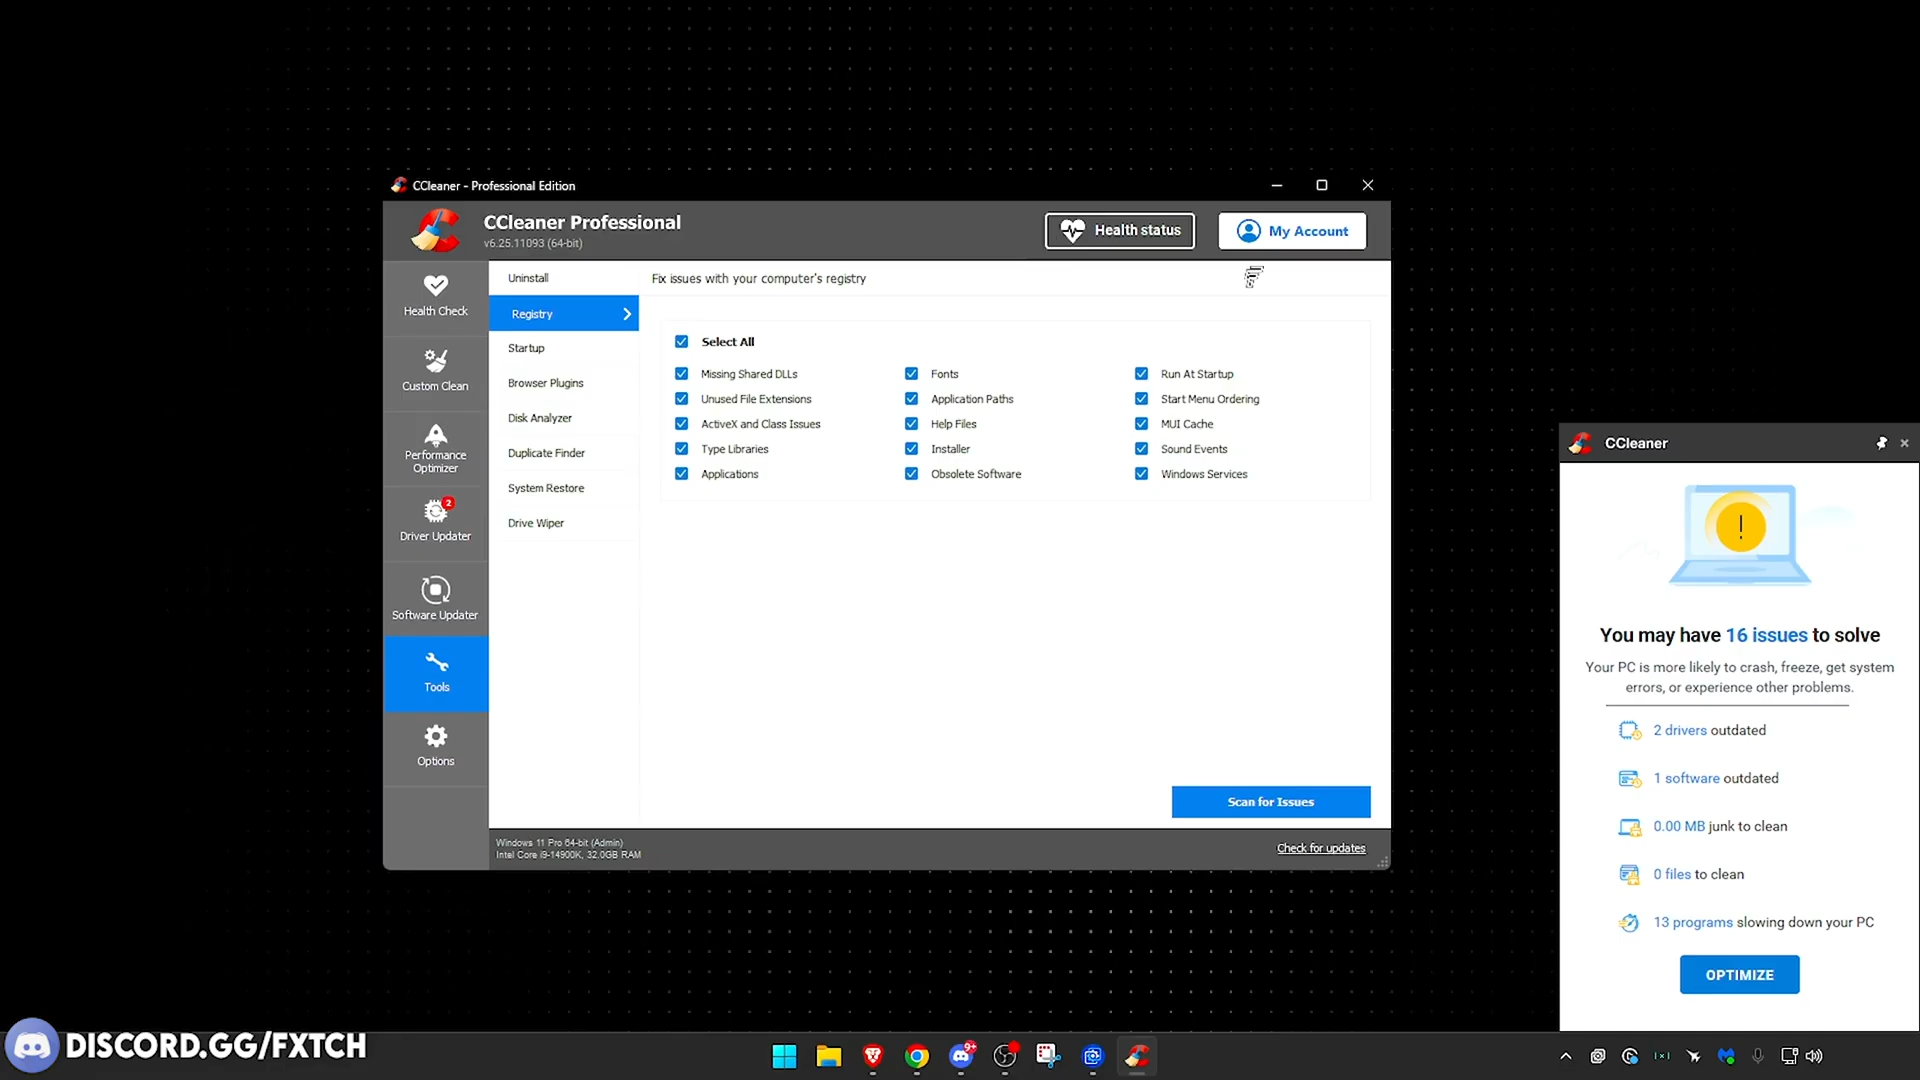 CCleaner - Professional Edition
CCleaner Professional
v6.25.11093 (64-bit)
Health status
My Account
Health Check
Custom Clean
Performance
Optimizer
2
Driver Updater
Software Updater
Tools
Options
Uninstall
Registry
Startup
Browser Plugins
Disk Analyzer
Duplicate Finder
System Restore
Drive Wiper
Fix issues with your computer's registry
Select All
Missing Shared DLLs
Unused File Extensions
ActiveX and Class Issues
Type Libraries
Applications
Fonts
Application Paths
Help Files
Installer
Obsolete Software
Run At Startup
Start Menu Ordering
MUI Cache
Sound Events
Windows Services
Scan for Issues
Windows 11 Pro 64-bit (Admin)
Intel Core i9-14900K, 32.0GB RAM
Check for updates
CCleaner
You may have 16 issues to solve
Your PC is more likely to crash, freeze, get system
errors, or experience other problems.
2 drivers outdated
1 software outdated
0.00 MB junk to clean
0 files to clean
13 programs slowing down your PC
OPTIMIZE
DISCORD.GG/FXTCH
9+